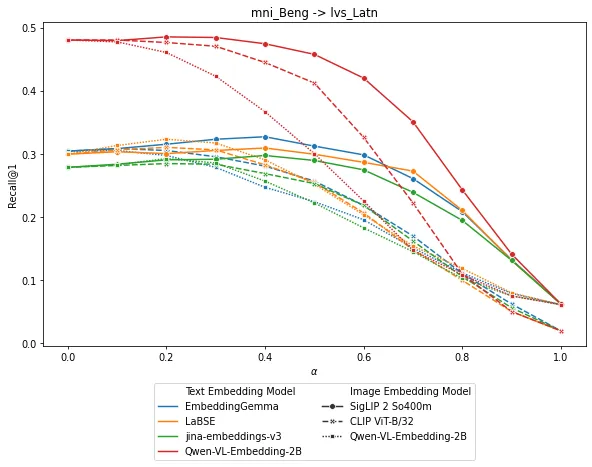 mni_Beng -> lvs_Latn
0.5
0.4
0.3
0.2
0.1
0.0
Recall@1
0.0 0.2 0.4 0.6 0.8 1.0
α
Text Embedding Model Image Embedding Model
EmbeddingGemma SigLIP 2 So400m
LaBSE CLIP ViT-B/32
jina-embeddings-v3 Qwen-VL-Embedding-2B
Qwen-VL-Embedding-2B